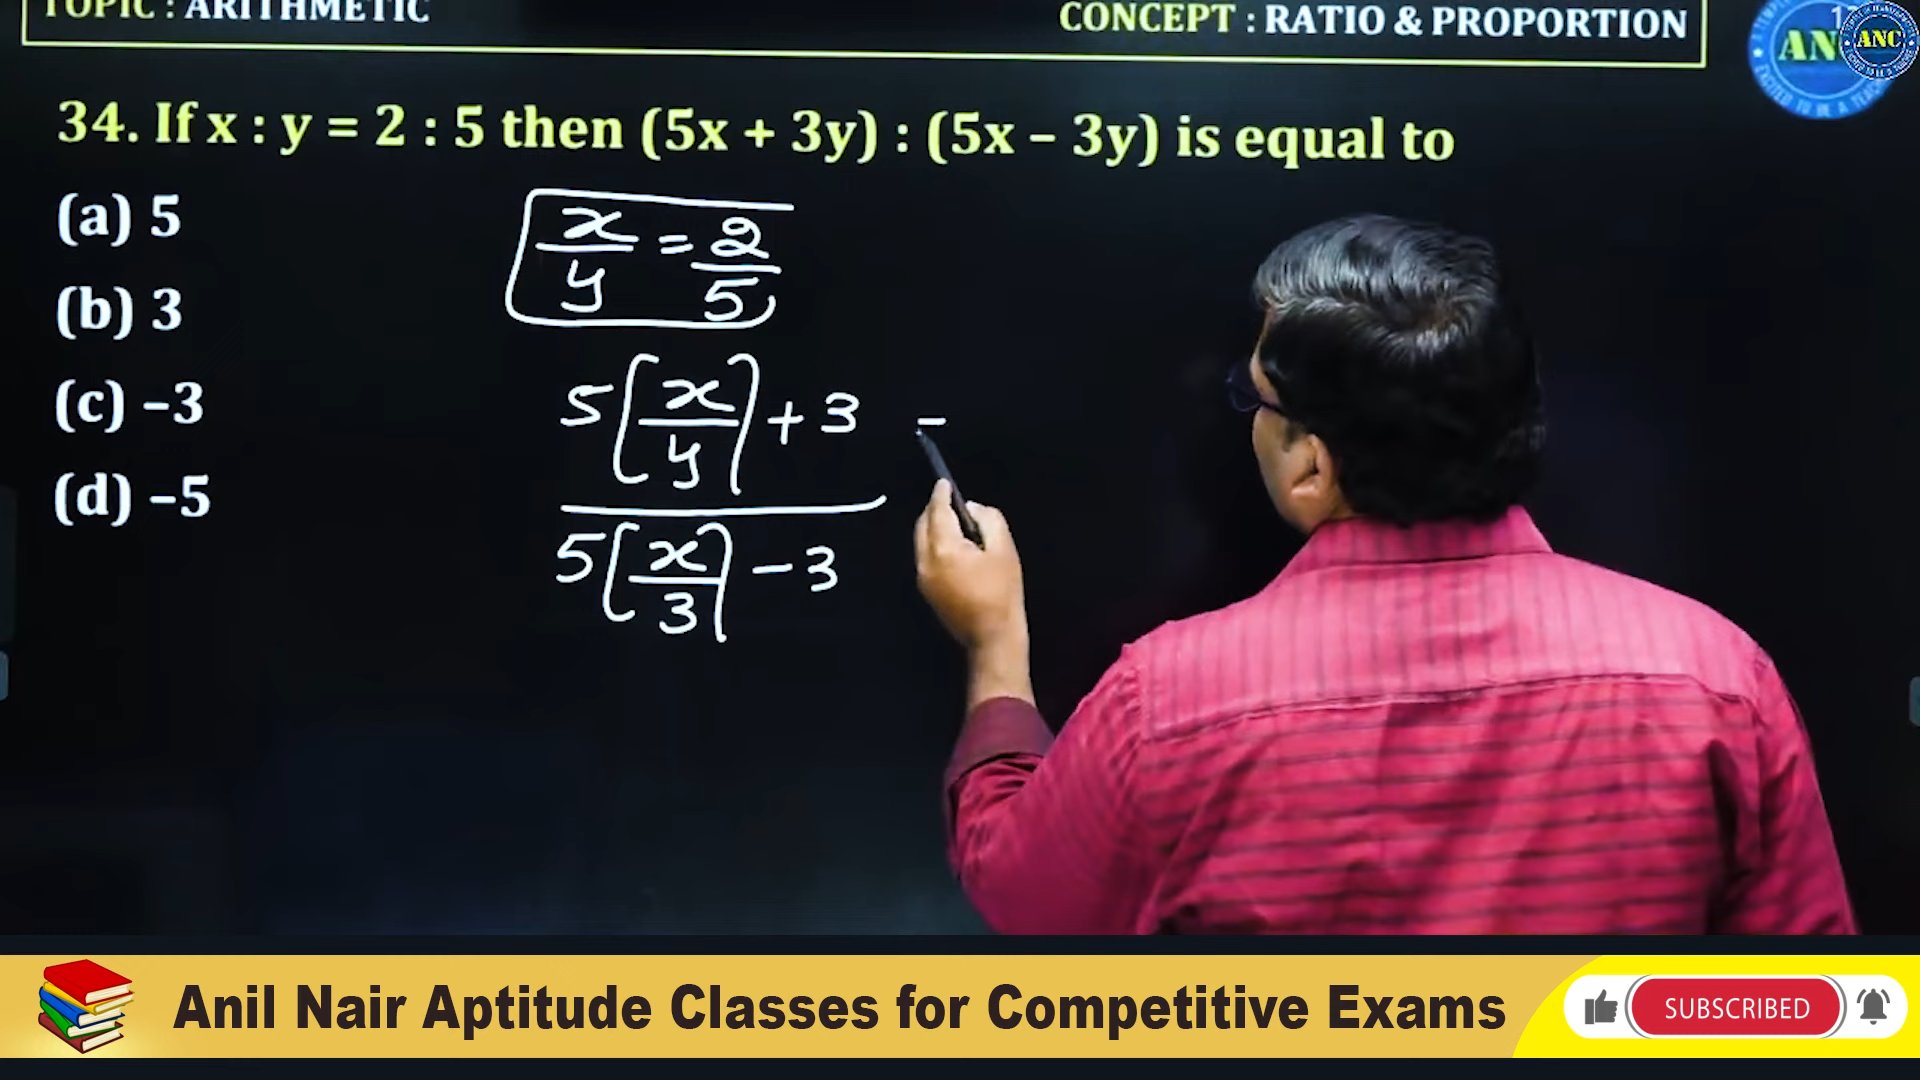 TOPIC : ARITHMETIC
CONCEPT : RATIO & PROPORTION
ANC
34. If x : y = 2 : 5 then (5x + 3y) : (5x – 3y) is equal to
(a) 5
(b) 3
(c) –3
(d) –5
x/y = 2/5
5(x/y) + 3 -
5(x/3) - 3
Anil Nair Aptitude Classes for Competitive Exams
SUBSCRIBED